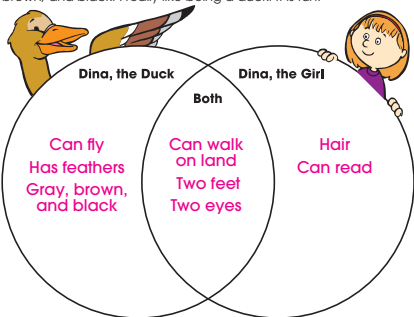 Dina, the Duck
Dina, the Girl
Both
Can fly
Has feathers
Gray, brown,
and black
Can walk
on land
Two feet
Two eyes
Hair
Can read